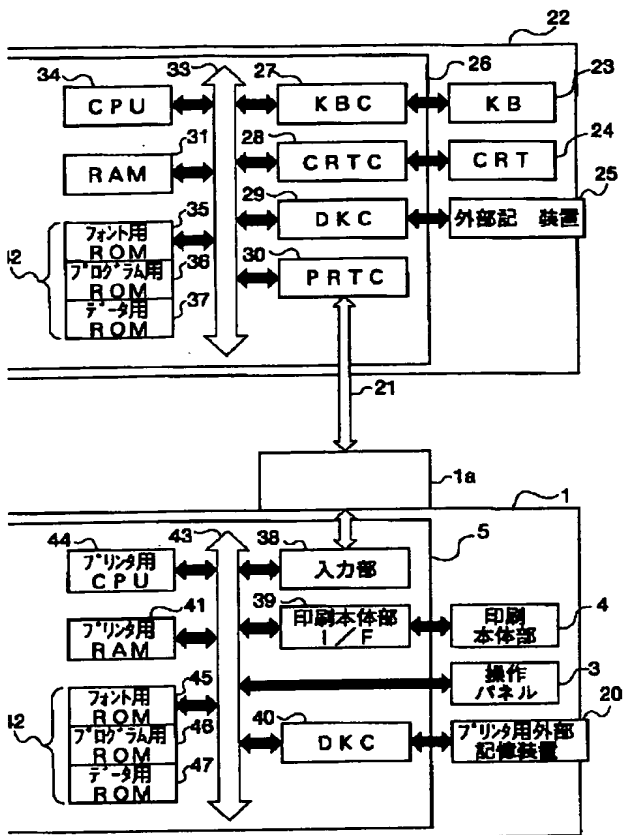 22
33
34
CPU
27
KBC
26
23
KB
31
RAM
28
CRTC
24
CRT
29
DKC
25
外部記 装置
35
フォント用
ROM
36
プログラム用
ROM
37
データ用
ROM
30
PRTC
21
1a
1
43
44
プリンタ用
CPU
38
入力部
5
41
プリンタ用
RAM
39
印刷本体部
I/F
4
印刷
本体部
3
操作
パネル
45
フォント用
ROM
42
46
プログラム用
ROM
47
データ用
ROM
40
DKC
20
プリンタ用外部
記憶装置